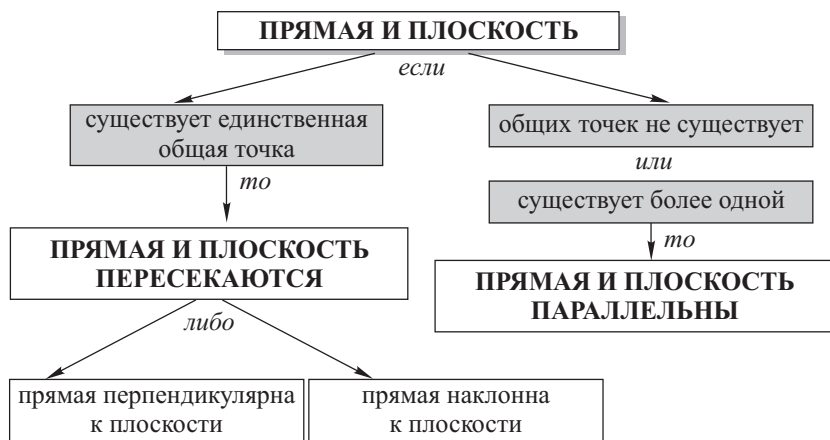 ПРЯМАЯ И ПЛОСКОСТЬ
если
существует единственная
общая точка
то
ПРЯМАЯ И ПЛОСКОСТЬ
ПЕРЕСЕКАЮТСЯ
либо
прямая перпендикулярна
к плоскости
прямая наклонна
к плоскости
общих точек не существует
или
существует более одной
то
ПРЯМАЯ И ПЛОСКОСТЬ
ПАРАЛЛЕЛЬНЫ